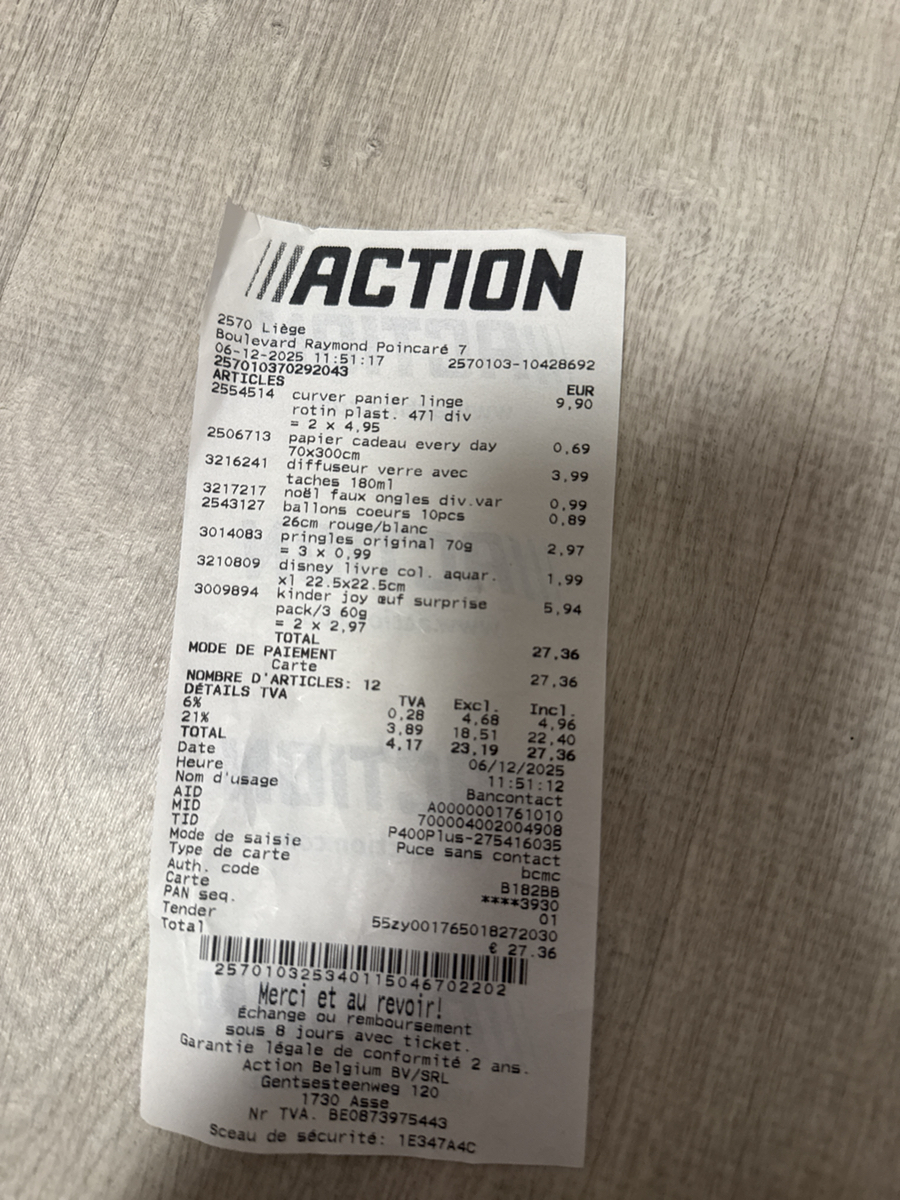 ACTION
2570 Liège
Boulevard Raymond Poincaré 7
06-12-2025 11:51:17 2570103-10428692
257010370292043
ARTICLES EUR
2554514 curver panier linge 9,90
rotin plast. 47l div
= 2 x 4,95
2506713 papier cadeau every day 0,69
70x300cm
3216241 diffuseur verre avec 3,99
taches 180ml
3217217 noël faux ongles div.var 0,99
2543127 ballons coeurs 10pcs 0,89
26cm rouge/blanc
3014083 pringles original 70g 2,97
= 3 x 0,99
3210809 disney livre col. aquar. 1,99
xl 22.5x22.5cm
3009894 kinder joy œuf surprise 5,94
pack/3 60g
= 2 x 2,97
TOTAL 27,36
MODE DE PAIEMENT
Carte 27,36
NOMBRE D'ARTICLES: 12
DÉTAILS TVA TVA Excl. Incl.
6% 0,28 4,68 4,96
21% 3,89 18,51 22,40
TOTAL 4,17 23,19 27,36
Date 06/12/2025
Heure 11:51:12
Nom d'usage Bancontact
AID A0000001761010
MID 700004002004908
TID P400Plus-275416035
Mode de saisie Puce sans contact
Type de carte bcmc
Auth. code B182B8
Carte ****3930
PAN seq. 01
Tender 55zy001765018272030
Total € 27.36
257010325340115046702202
Merci et au revoir!
Échange ou remboursement
sous 8 jours avec ticket.
Garantie légale de conformité 2 ans.
Action Belgium BV/SRL
Gentsesteenweg 120
1730 Asse
Nr TVA. BE0873975443
Sceau de sécurité: 1E347A4C